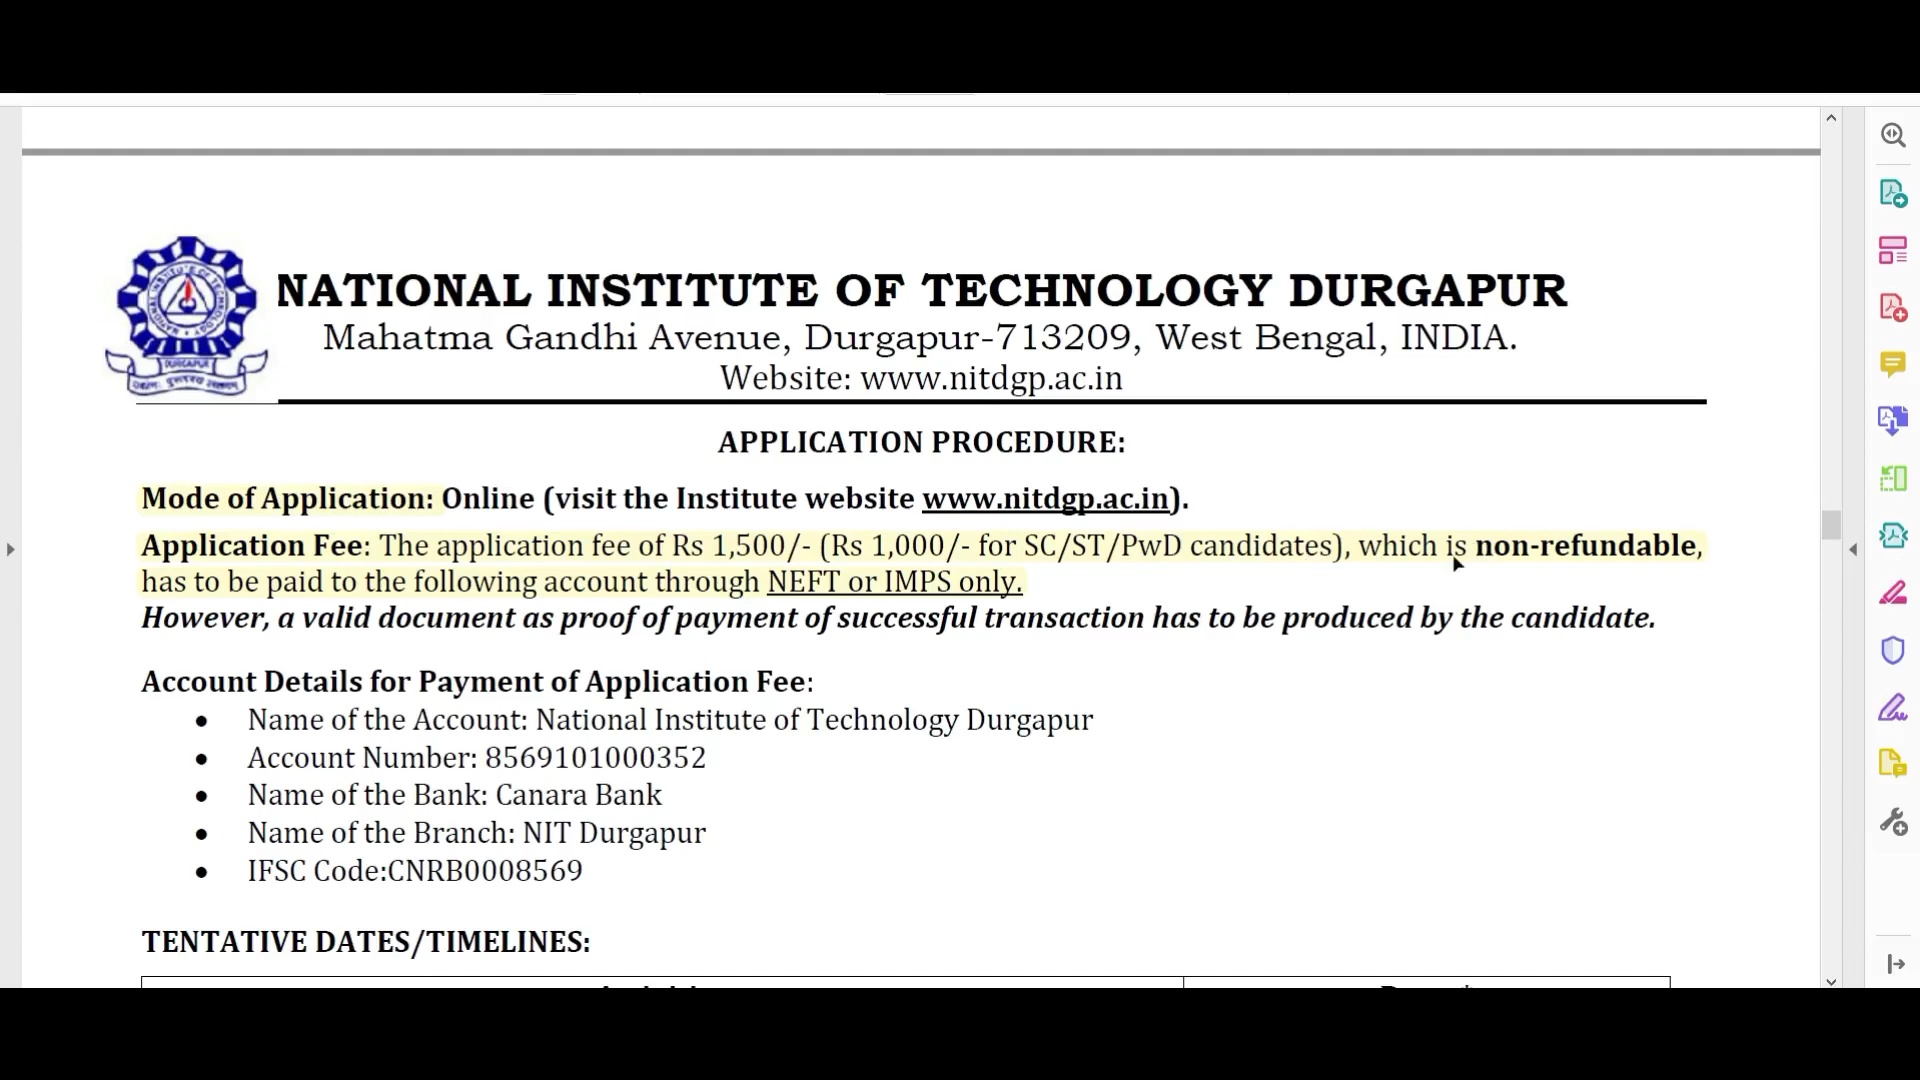 NATIONAL INSTITUTE OF TECHNOLOGY DURGAPUR
Mahatma Gandhi Avenue, Durgapur-713209, West Bengal, INDIA.
Website: www.nitdgp.ac.in
DURGAPUR
APPLICATION PROCEDURE:
Mode of Application: Online (visit the Institute website www.nitdgp.ac.in).
Application Fee: The application fee of Rs 1,500/- (Rs 1,000/- for SC/ST/PwD candidates), which is non-refundable,
has to be paid to the following account through NEFT or IMPS only.
However, a valid document as proof of payment of successful transaction has to be produced by the candidate.
Account Details for Payment of Application Fee:
• Name of the Account: National Institute of Technology Durgapur
• Account Number: 8569101000352
• Name of the Bank: Canara Bank
• Name of the Branch: NIT Durgapur
• IFSC Code:CNRB0008569
TENTATIVE DATES/TIMELINES: